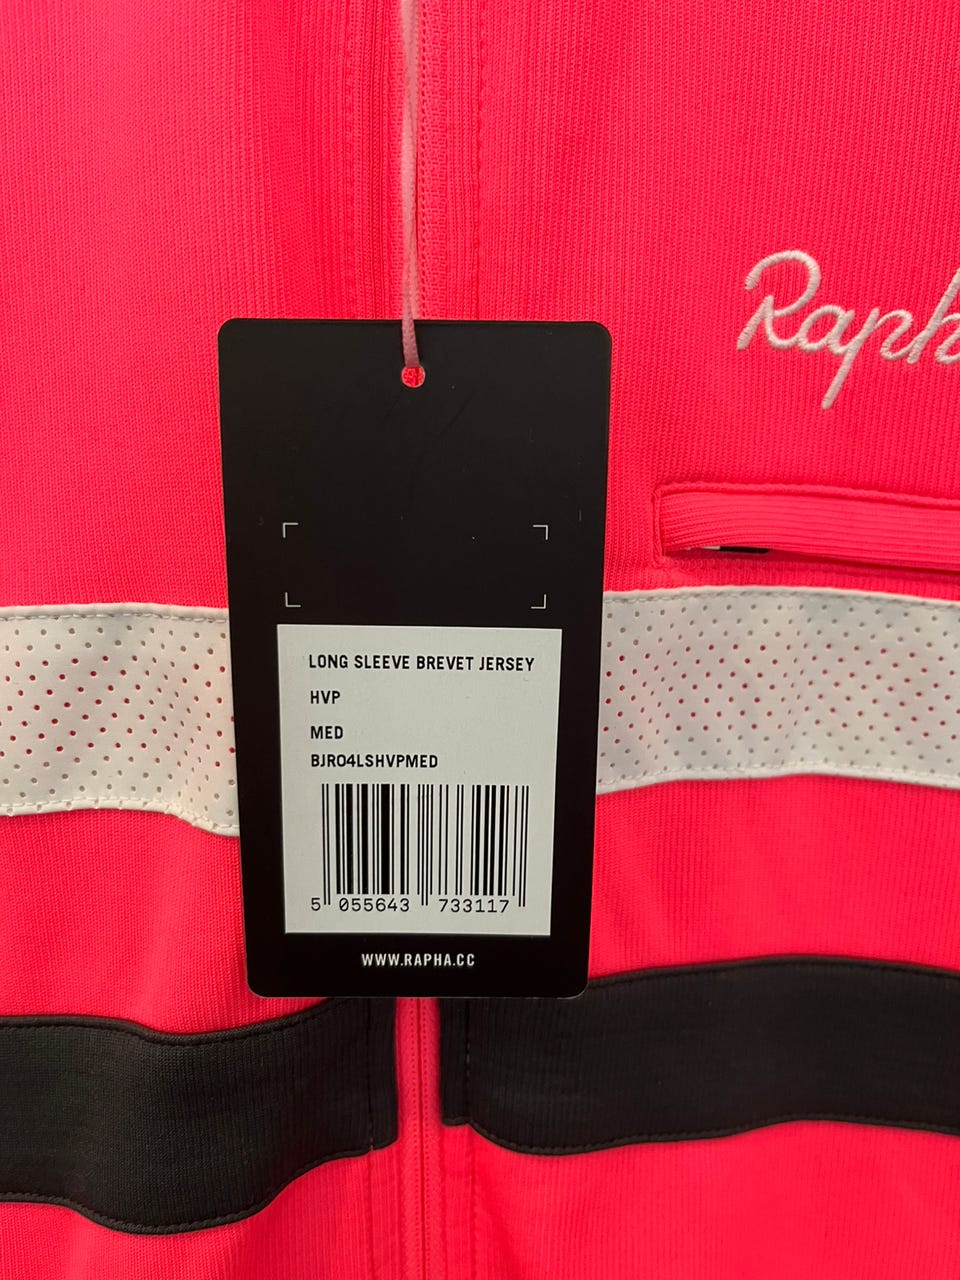 Raph
LONG SLEEVE BREVET JERSEY
HVP
MED
BJR04LSHVPMED
5 055643 733117
WWW.RAPHA.CC